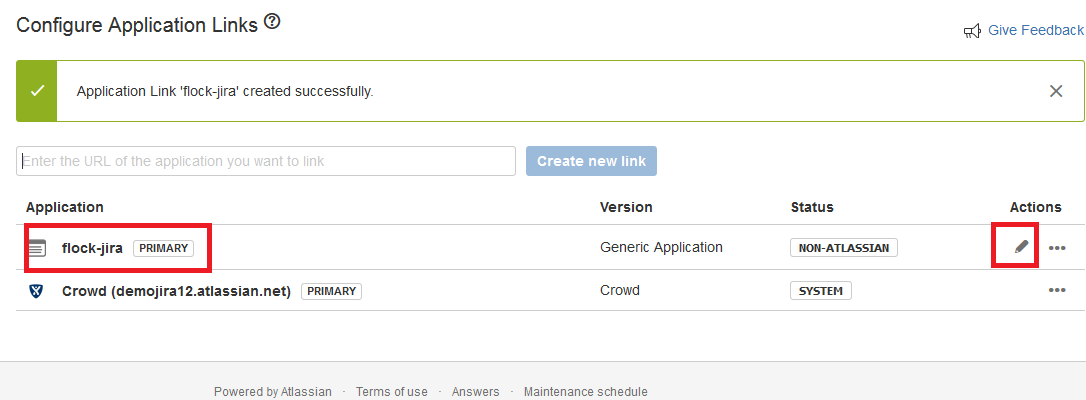 Configure Application Links ?
Give Feedback
Application Link 'flock-jira' created successfully.
Enter the URL of the application you want to link Create new link
Application Version Status Actions
flock-jira PRIMARY Generic Application NON-ATLASSIAN
Crowd (demojira12.atlassian.net) PRIMARY Crowd SYSTEM
Powered by Atlassian · Terms of use · Answers · Maintenance schedule